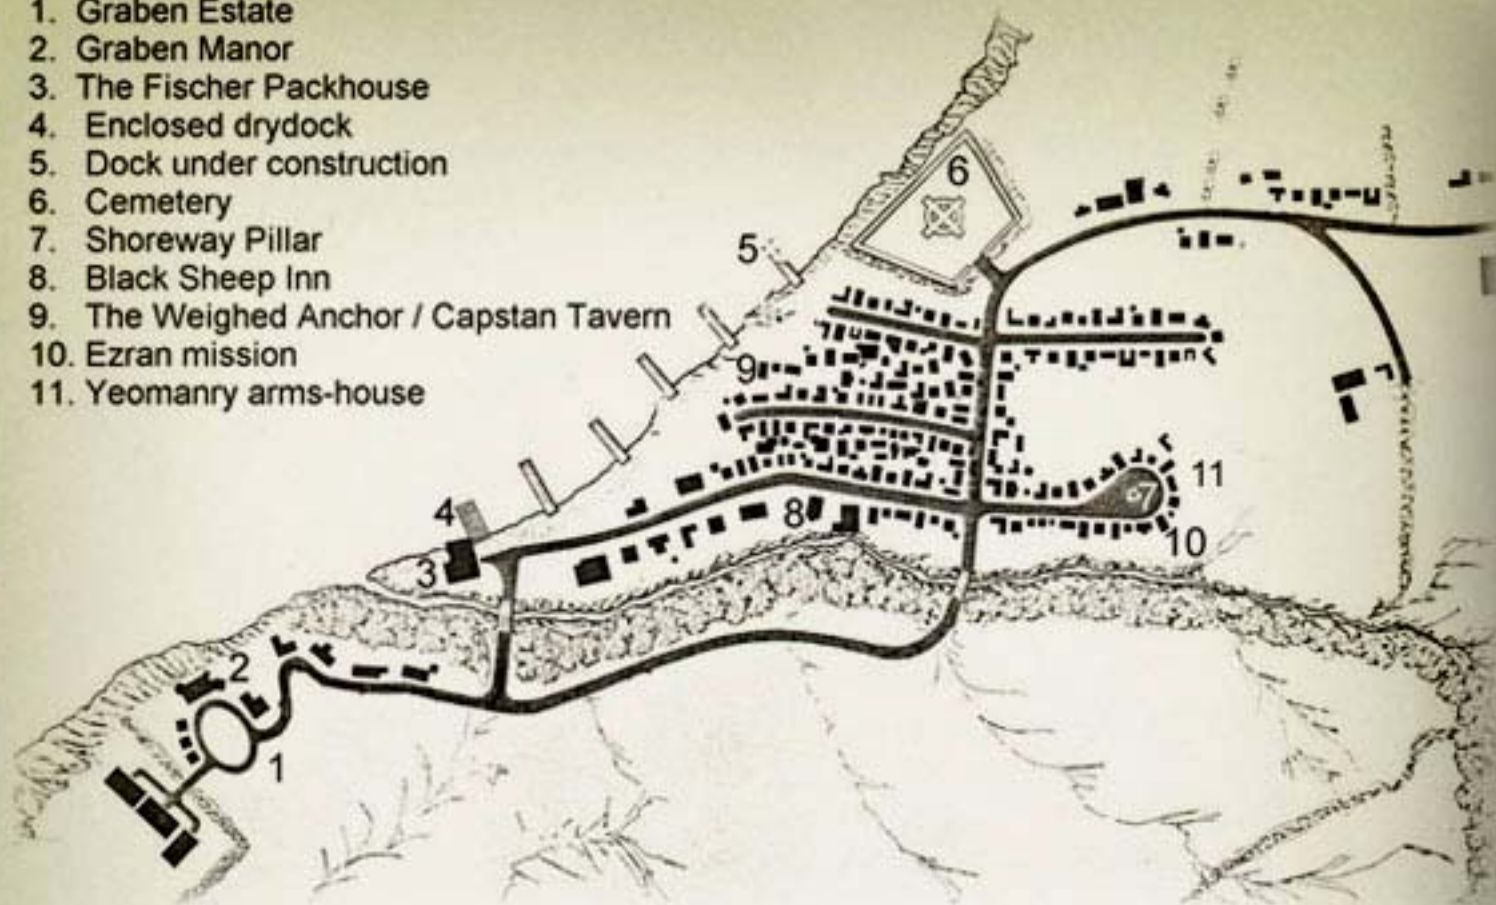 1. Graben Estate
2. Graben Manor
3. The Fischer Packhouse
4. Enclosed drydock
5. Dock under construction
6. Cemetery
7. Shoreway Pillar
8. Black Sheep Inn
9. The Weighed Anchor / Capstan Tavern
10. Ezran mission
11. Yeomanry arms-house
6
5
9
11
7
4
8
10
3
2
1